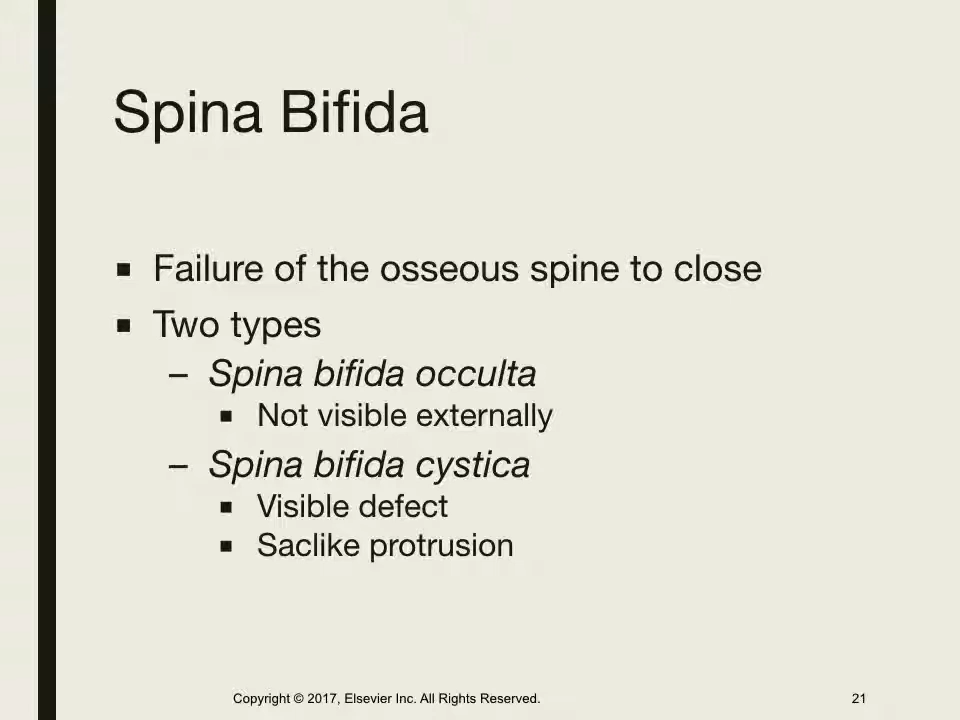 Spina Bifida
■ Failure of the osseous spine to close
■ Two types
– Spina bifida occulta
■ Not visible externally
– Spina bifida cystica
■ Visible defect
■ Saclike protrusion
Copyright © 2017, Elsevier Inc. All Rights Reserved.
21